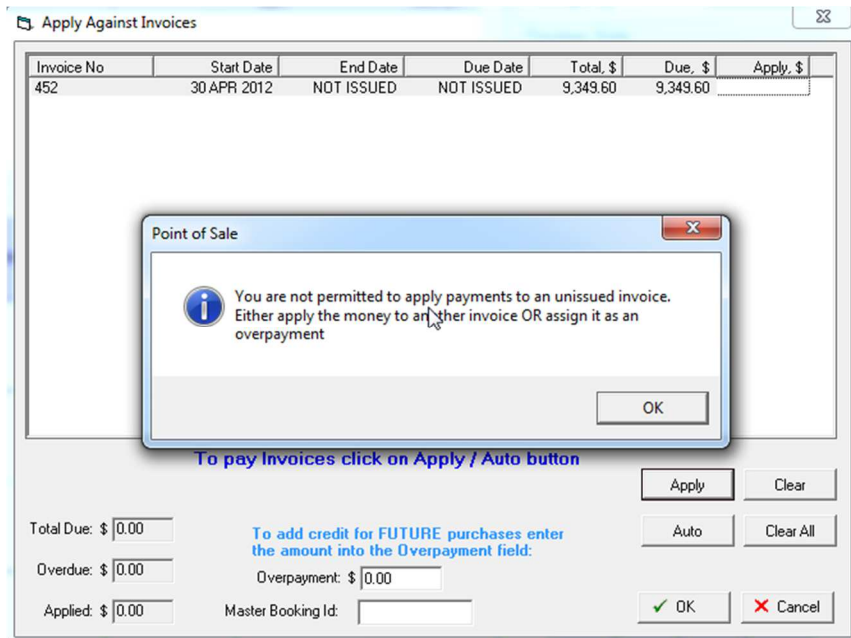 Apply Against Invoices
Invoice No Start Date End Date Due Date Total, $ Due, $ Apply, $
452 30 APR 2012 NOT ISSUED NOT ISSUED 9,349.60 9,349.60
Point of Sale
You are not permitted to apply payments to an unissued invoice.
Either apply the money to another invoice OR assign it as an
overpayment
OK
To pay Invoices click on Apply / Auto button
Apply Clear
Total Due: $ 0.00
To add credit for FUTURE purchases enter
the amount into the Overpayment field:
Auto Clear All
Overdue: $ 0.00
Overpayment: $ 0.00
Applied: $ 0.00
Master Booking Id:
OK Cancel